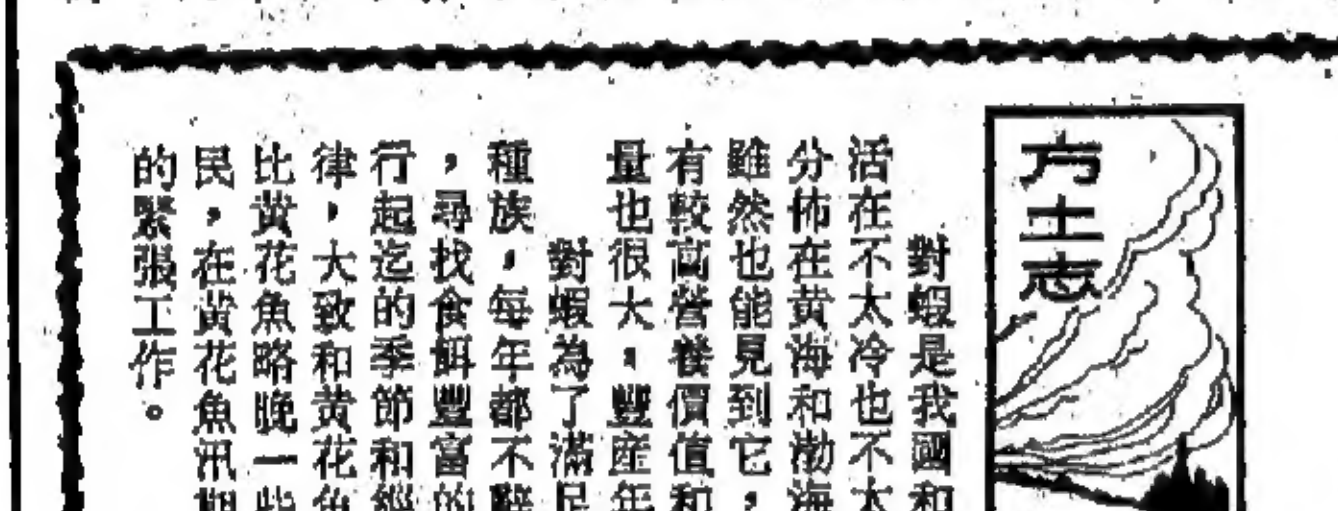 方土志
對蝦是我國和
活在不太冷也不太
分佈在黃海和渤海
雖然也能見到它，
有較高營養價值和
量也很大。豐產年
對蝦為了滿足
種族，每年都不辭
，尋找食餌豐富的
行起迄的季節和經
律，大致和黃花魚
比黃花魚略晚一些
民，在黃花魚汛期
的緊張工作。